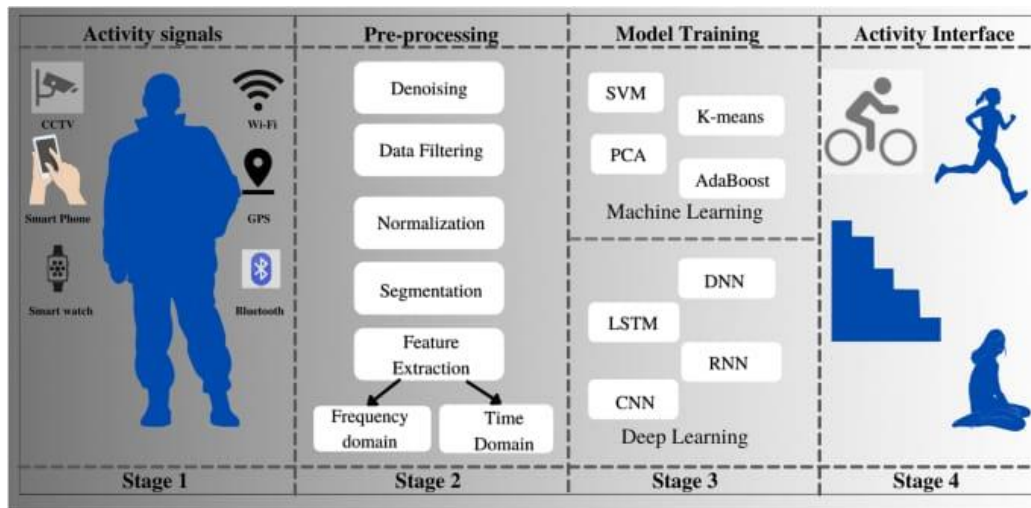 Activity signals
Pre-processing
Model Training
Activity Interface
CCTV
Wi-Fi
Smart Phone
GPS
Smart watch
Bluetooth
Denoising
Data Filtering
Normalization
Segmentation
Feature
Extraction
Frequency
domain
Time
Domain
SVM
K-means
PCA
AdaBoost
Machine Learning
DNN
LSTM
RNN
CNN
Deep Learning
Stage 1
Stage 2
Stage 3
Stage 4